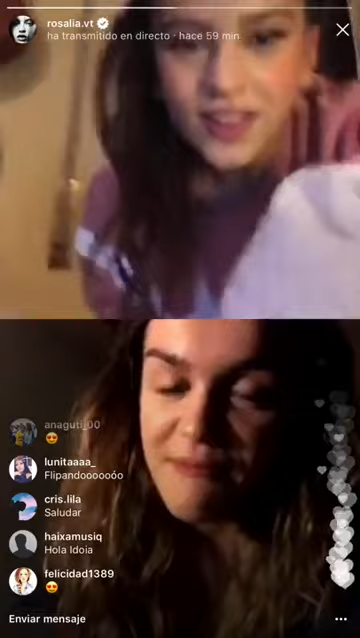 rosalia.vt
ha transmitido en directo · hace 59 min
anaguti_00
😍
lunitaaaa_
Flipandoooooóo
cris.lila
Saludar
haixamusiq
Hola Idoia
felicidad1389
😍
Enviar mensaje